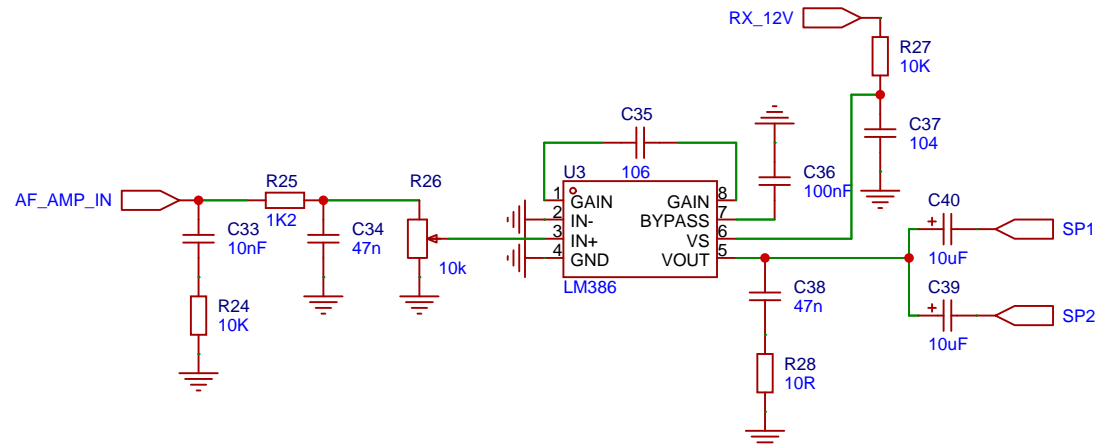 RX_12V
R27
10K
C35
106
C37
104
U3
C36
100nF
AF_AMP_IN
R25
1K2
R26
10k
1
GAIN
2
IN-
3
IN+
4
GND
GAIN
8
BYPASS
7
VS
6
VOUT
5
LM386
C33
10nF
C34
47n
C40
+
10uF
SP1
R24
10K
C38
47n
C39
+
10uF
SP2
R28
10R